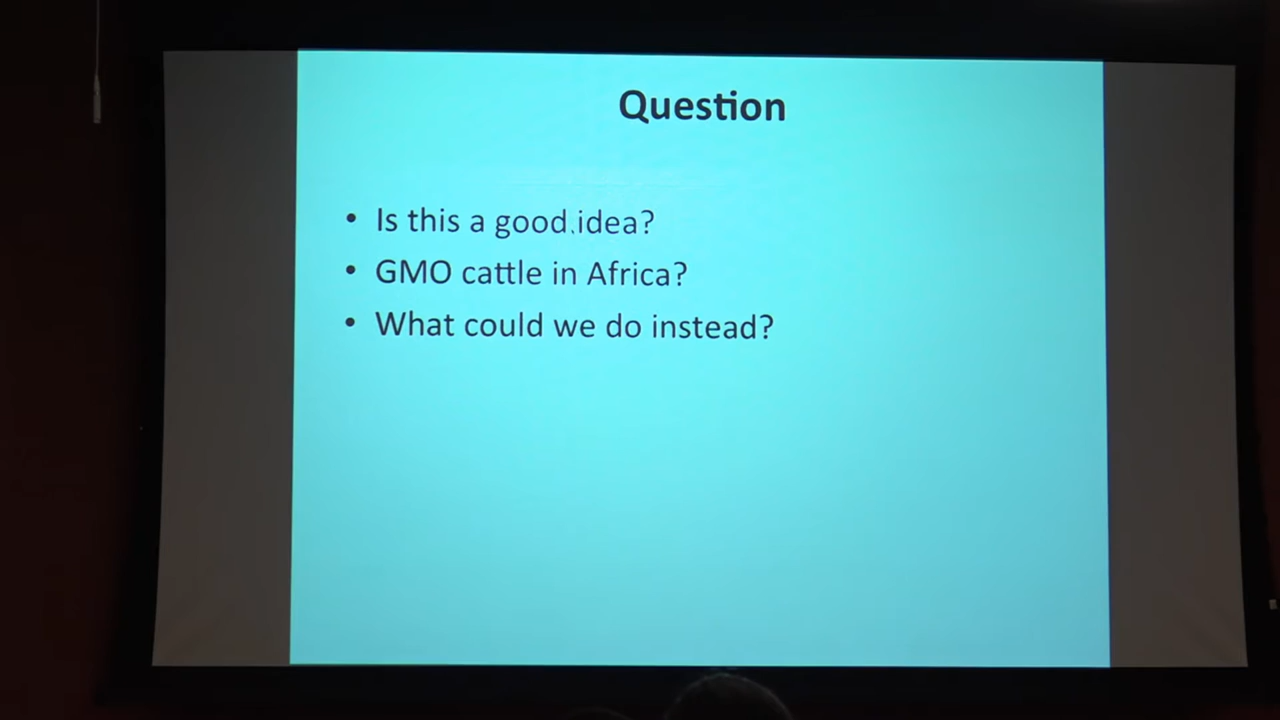 Question
• Is this a good idea?
• GMO cattle in Africa?
• What could we do instead?